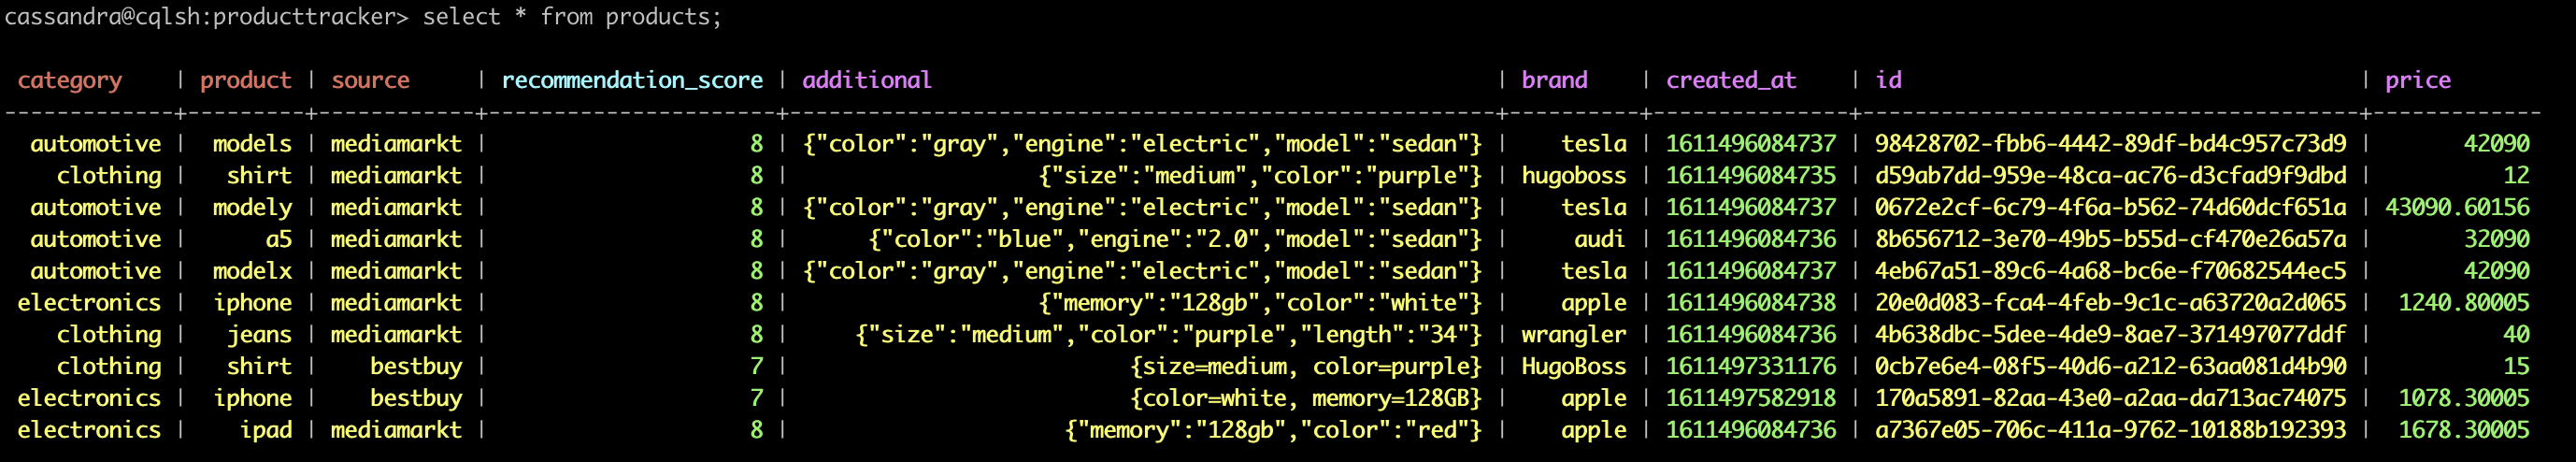 cassandra@cqlsh:producttracker> select * from products;
category | product | source | recommendation_score | additional | brand | created_at | id | price
-------------+---------+------------+----------------------+------------------------------------------------------+----------+---------------+--------------------------------------+-------------
automotive | models | mediamarkt | 8 | {"color":"gray","engine":"electric","model":"sedan"} | tesla | 1611496084737 | 98428702-fbb6-4442-89df-bd4c957c73d9 | 42090
clothing | shirt | mediamarkt | 8 | {"size":"medium","color":"purple"} | hugoboss | 1611496084735 | d59ab7dd-959e-48ca-ac76-d3cfad9f9dbd | 12
automotive | modely | mediamarkt | 8 | {"color":"gray","engine":"electric","model":"sedan"} | tesla | 1611496084737 | 0672e2cf-6c79-4f6a-b562-74d60dcf651a | 43090.60156
automotive | a5 | mediamarkt | 8 | {"color":"blue","engine":"2.0","model":"sedan"} | audi | 1611496084736 | 8b656712-3e70-49b5-b55d-cf470e26a57a | 32090
automotive | modelx | mediamarkt | 8 | {"color":"gray","engine":"electric","model":"sedan"} | tesla | 1611496084737 | 4eb67a51-89c6-4a68-bc6e-f70682544ec5 | 42090
electronics | iphone | mediamarkt | 8 | {"memory":"128gb","color":"white"} | apple | 1611496084738 | 20e0d083-fca4-4feb-9c1c-a63720a2d065 | 1240.80005
clothing | jeans | mediamarkt | 8 | {"size":"medium","color":"purple","length":"34"} | wrangler | 1611496084736 | 4b638dbc-5dee-4de9-8ae7-371497077ddf | 40
clothing | shirt | bestbuy | 7 | {size=medium, color=purple} | HugoBoss | 1611497331176 | 0cb7e6e4-08f5-40d6-a212-63aa081d4b90 | 15
electronics | iphone | bestbuy | 7 | {color=white, memory=128GB} | apple | 1611497582918 | 170a5891-82aa-43e0-a2aa-da713ac74075 | 1078.30005
electronics | ipad | mediamarkt | 8 | {"memory":"128gb","color":"red"} | apple | 1611496084736 | a7367e05-706c-411a-9762-10188b192393 | 1678.30005